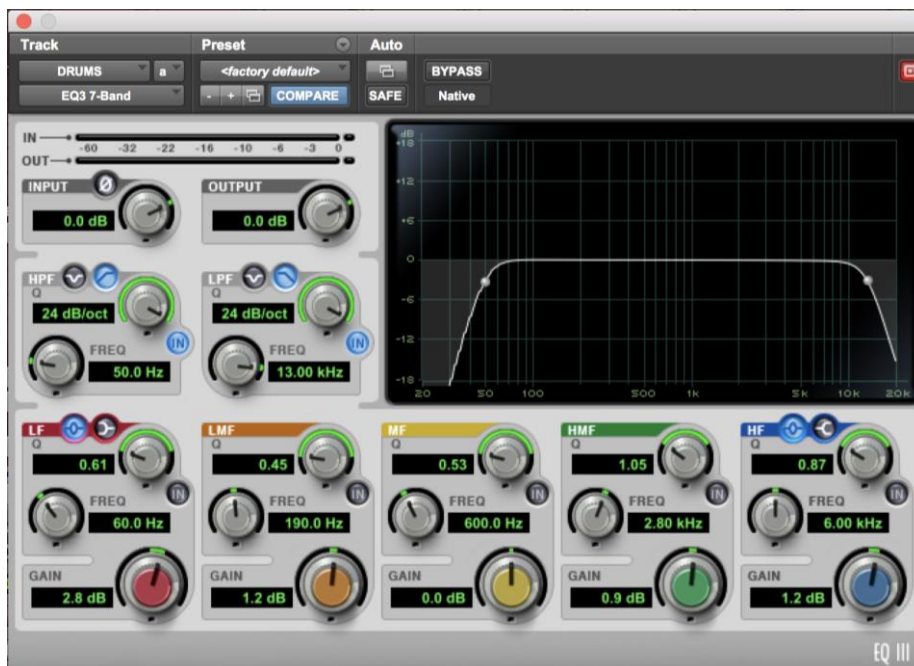 Track Preset Auto
DRUMS a <factory default> BYPASS
EQ3 7-Band - + COMPARE SAFE Native
IN
-60 -32 -22 -16 -10 -6 -3 0
OUT
INPUT Ø OUTPUT
0.0 dB 0.0 dB
HPF LPF
Q Q
24 dB/oct 24 dB/oct
IN IN
FREQ FREQ
50.0 Hz 13.00 kHz
dB
+18
+12
+6
0
-6
-12
-18
20 50 100 500 1k 5k 10k 20k
LF LMF MF HMF HF
Q Q Q Q Q
0.61 0.45 0.53 1.05 0.87
IN IN IN IN IN
FREQ FREQ FREQ FREQ FREQ
60.0 Hz 190.0 Hz 600.0 Hz 2.80 kHz 6.00 kHz
GAIN GAIN GAIN GAIN GAIN
2.8 dB 1.2 dB 0.0 dB 0.9 dB 1.2 dB
EQ III